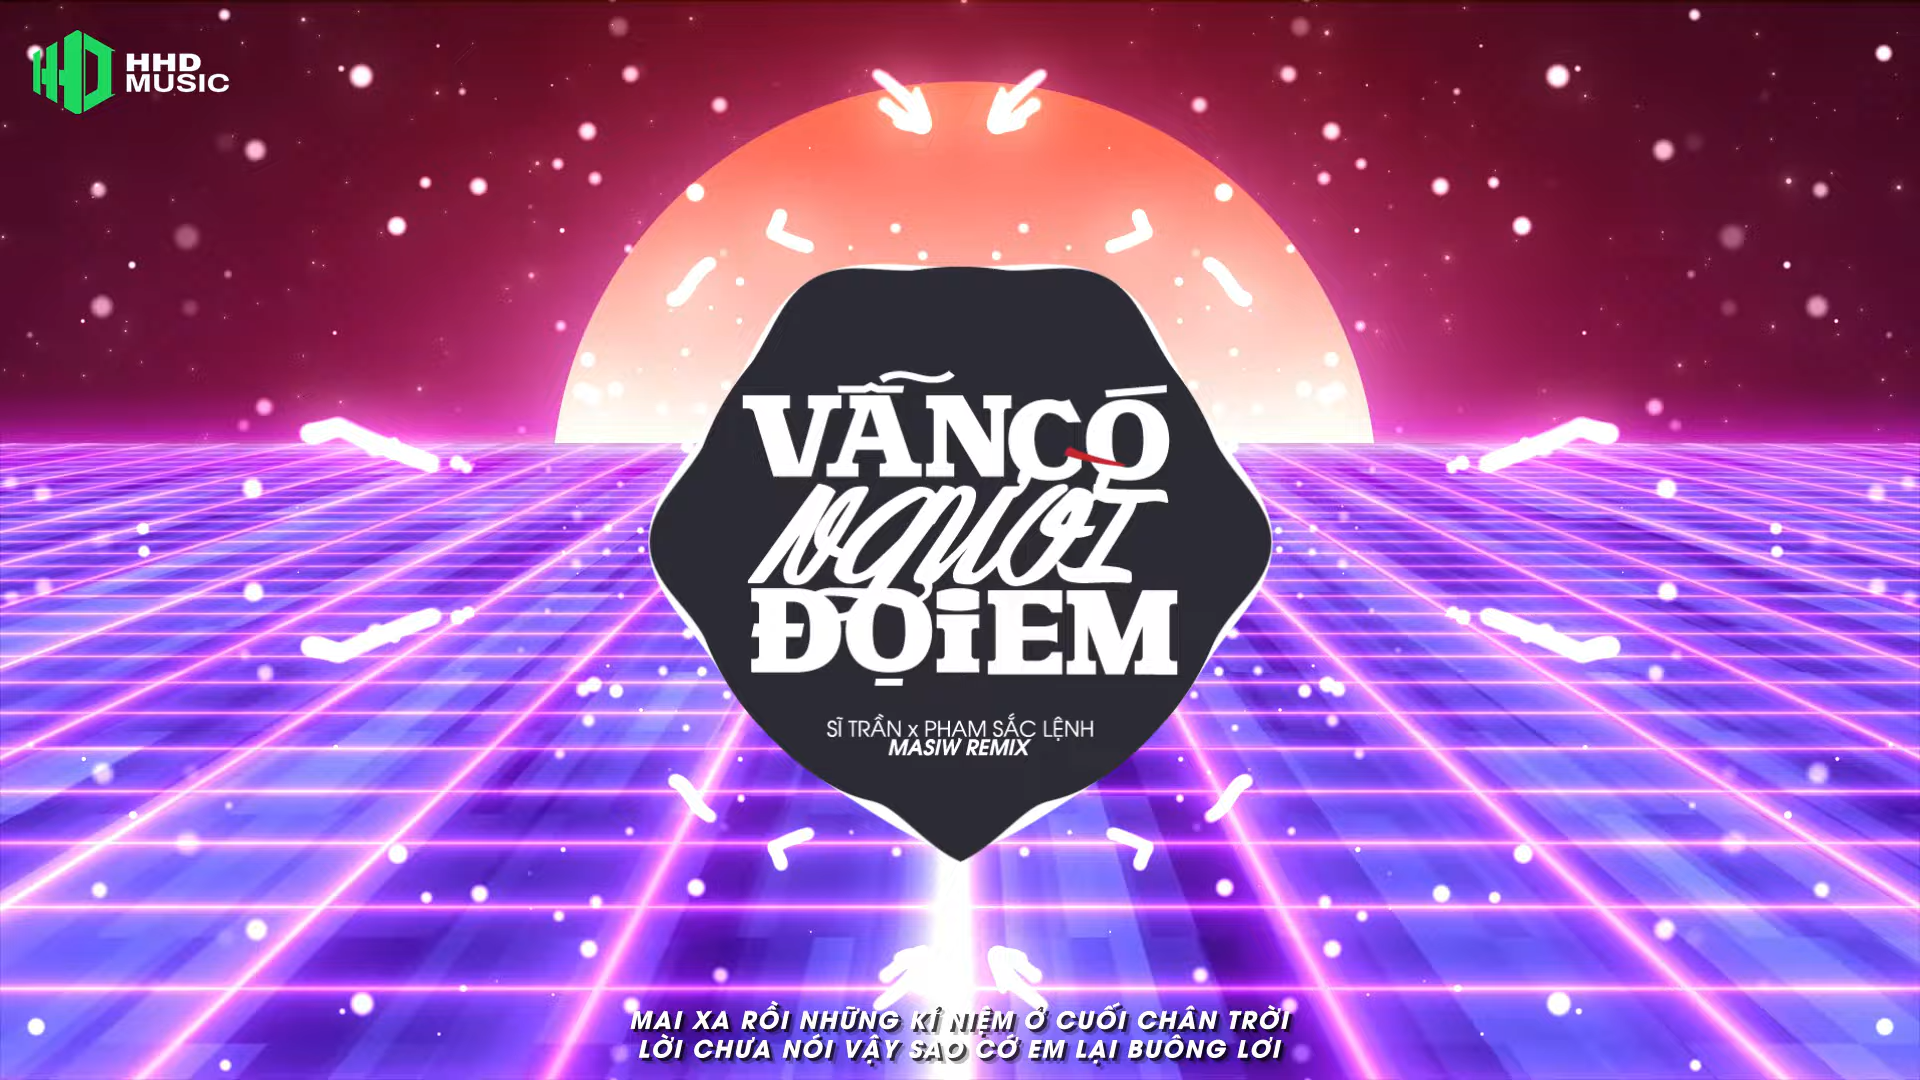 HHD
MUSIC
VẪN CÓ
NGƯỜI
ĐỢI EM
SĨ TRẦN x PHẠM SẮC LỆNH
MASIW REMIX
MAI XA RỒI NHỮNG KỈ NIỆM Ở CUỐI CHÂN TRỜI
LỜI CHƯA NÓI VẬY SAO CỚ EM LẠI BUÔNG LƠI